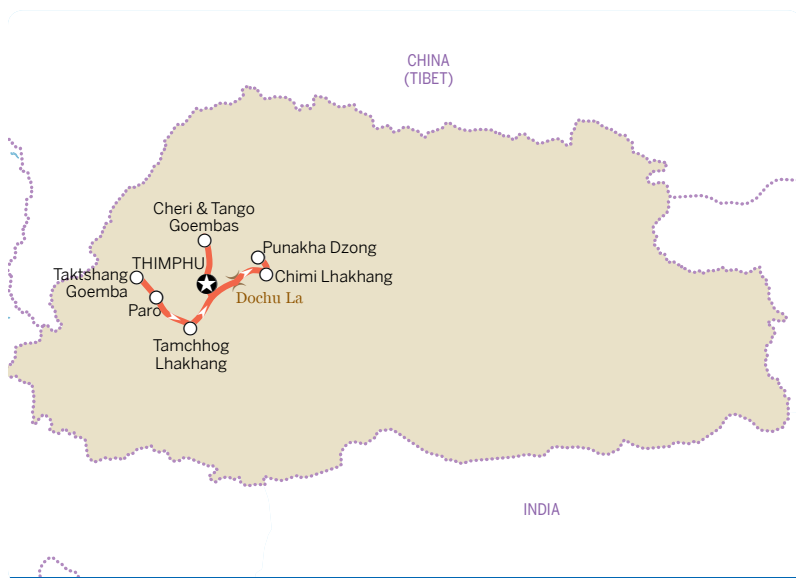 CHINA
(TIBET)
Cheri & Tango
Goembas
Punakha Dzong
THIMPHU
Chimi Lhakhang
Taktshang
Goemba
Dochu La
Paro
Tamchhog
Lhakhang
INDIA